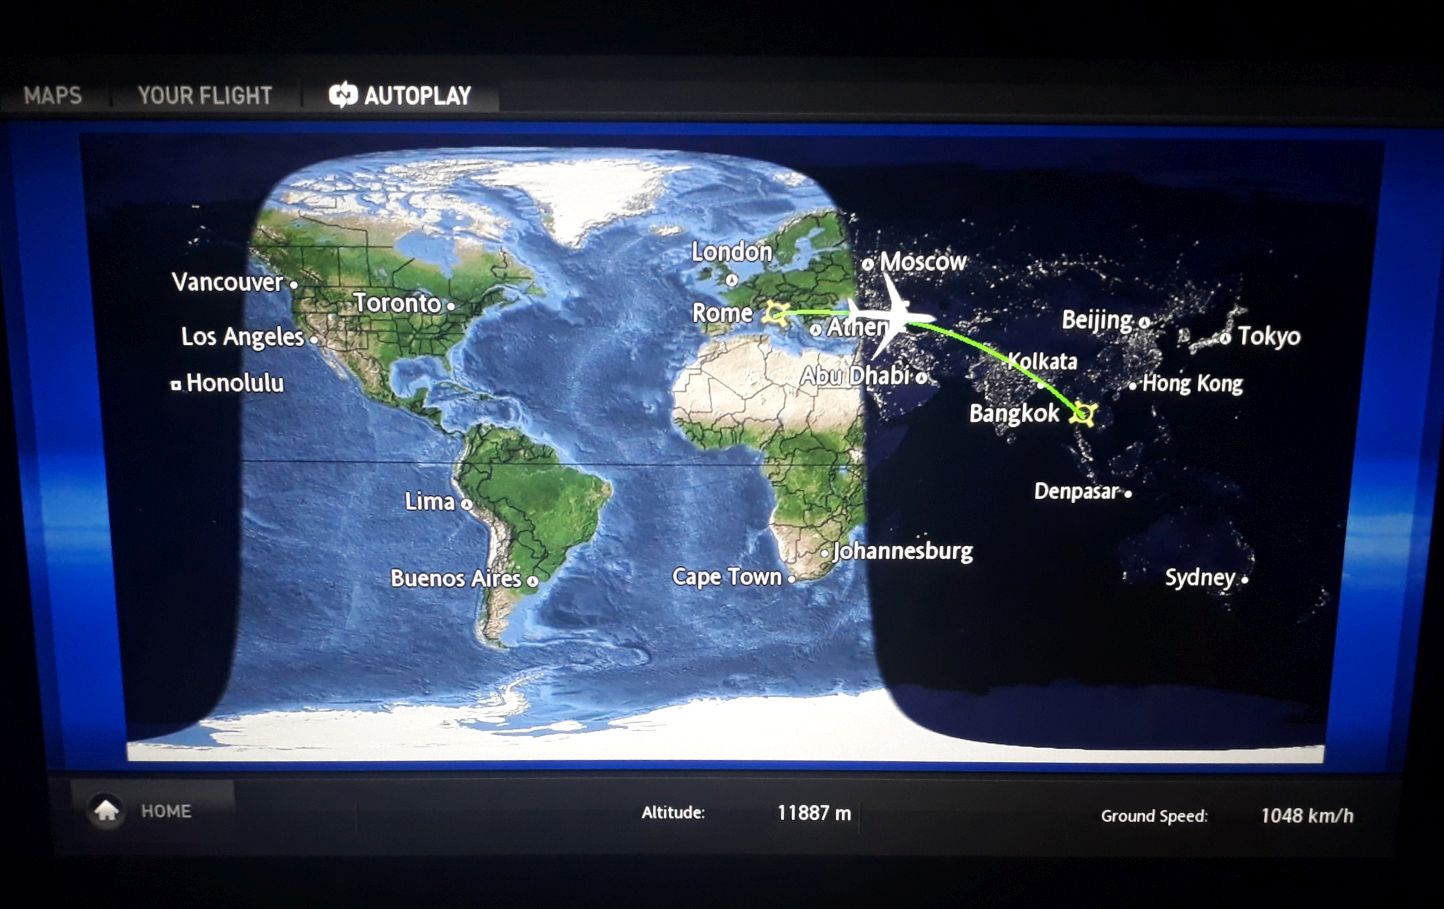 MAPS
YOUR FLIGHT
AUTOPLAY
London
Moscow
Vancouver
Toronto
Rome
Athen
Beijing
Tokyo
Los Angeles
Kolkata
Honolulu
Abu Dhabi
Hong Kong
Bangkok
Lima
Denpasar
Johannesburg
Buenos Aires
Cape Town
Sydney
HOME
Altitude: 11887 m
Ground Speed: 1048 km/h